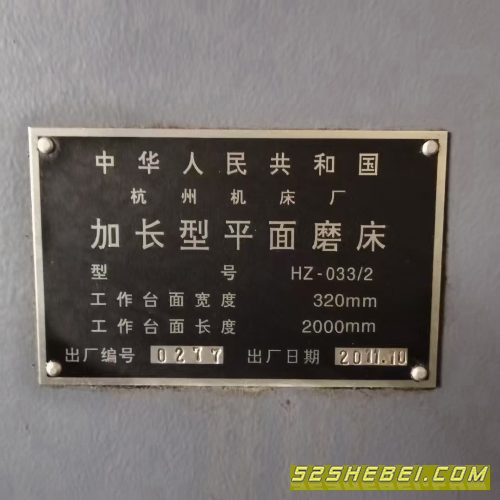 中华人民共和国
杭州机床厂
加长型平面磨床
型号 HZ-033/2
工作台面宽度 320mm
工作台面长度 2000mm
出厂编号 0277 出厂日期 2011.10
52SHEBEI.COM